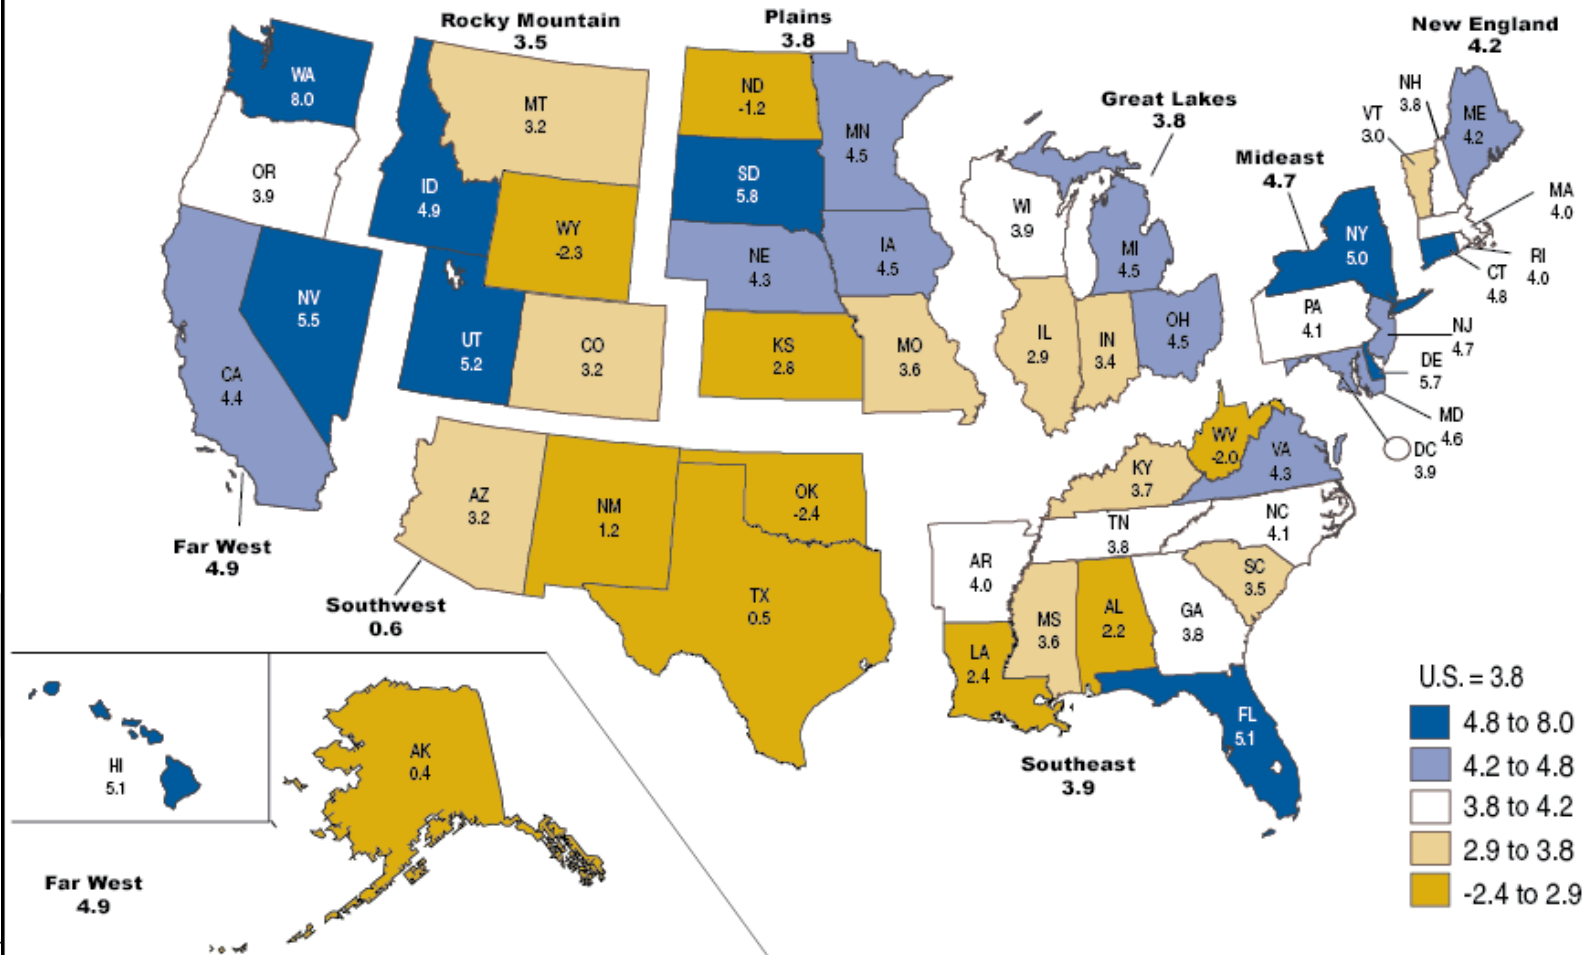 Rocky Mountain
3.5
Plains
3.8
New England
4.2
Great Lakes
3.8
Mideast
4.7
WA
8.0
OR
3.9
CA
4.4
NV
5.5
ID
4.9
MT
3.2
WY
-2.3
UT
5.2
CO
3.2
ND
-1.2
SD
5.8
NE
4.3
KS
2.8
MN
4.5
IA
4.5
MO
3.6
WI
3.9
MI
4.5
IL
2.9
IN
3.4
OH
4.5
NH
3.8
VT
3.0
ME
4.2
MA
4.0
RI
4.0
CT
4.8
NY
5.0
PA
4.1
NJ
4.7
DE
5.7
MD
4.6
DC
3.9
WV
-2.0
VA
4.3
KY
3.7
TN
3.8
NC
4.1
SC
3.5
AR
4.0
LA
2.4
MS
3.6
AL
2.2
GA
3.8
FL
5.1
Southeast
3.9
AZ
3.2
NM
1.2
OK
-2.4
TX
0.5
Southwest
0.6
Far West
4.9
HI
5.1
AK
0.4
Far West
4.9
U.S. = 3.8
4.8 to 8.0
4.2 to 4.8
3.8 to 4.2
2.9 to 3.8
-2.4 to 2.9